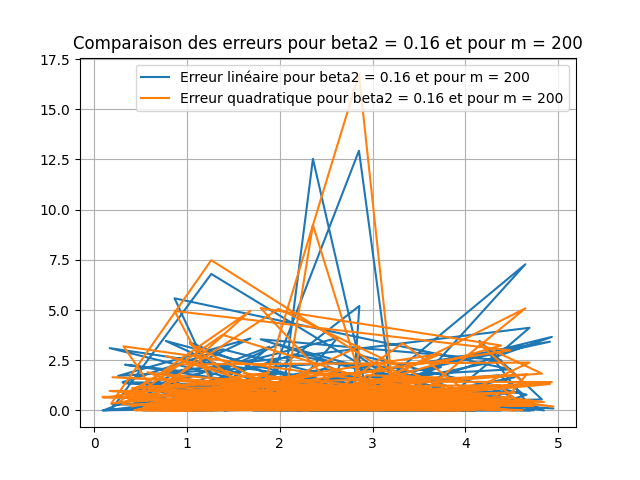 Comparaison des erreurs pour beta2 = 0.16 et pour m = 200
Erreur linéaire pour beta2 = 0.16 et pour m = 200
Erreur quadratique pour beta2 = 0.16 et pour m = 200
17.5
15.0
12.5
10.0
7.5
5.0
2.5
0.0
0 1 2 3 4 5